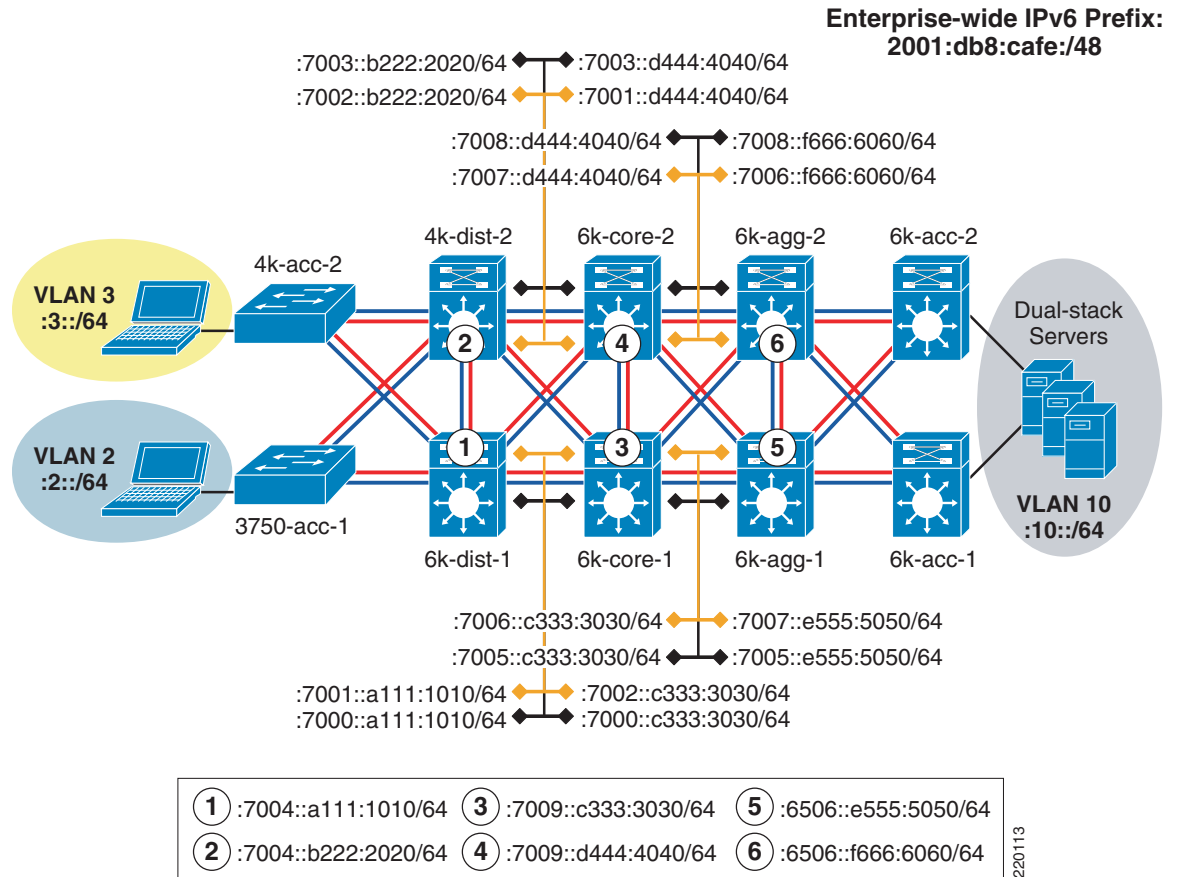 Enterprise-wide IPv6 Prefix:
2001:db8:cafe:/48
:7003::b222:2020/64 :7003::d444:4040/64
:7002::b222:2020/64 :7001::d444:4040/64
:7008::d444:4040/64 :7008::f666:6060/64
:7007::d444:4040/64 :7006::f666:6060/64
4k-dist-2 6k-core-2 6k-agg-2 6k-acc-2
4k-acc-2
VLAN 3
:3::/64
Dual-stack
Servers
2 4 6
VLAN 2
:2::/64
1 3 5
3750-acc-1
VLAN 10
:10::/64
6k-dist-1 6k-core-1 6k-agg-1 6k-acc-1
:7006::c333:3030/64 :7007::e555:5050/64
:7005::c333:3030/64 :7005::e555:5050/64
:7001::a111:1010/64 :7002::c333:3030/64
:7000::a111:1010/64 :7000::c333:3030/64
1 :7004::a111:1010/64 3 :7009::c333:3030/64 5 :6506::e555:5050/64
2 :7004::b222:2020/64 4 :7009::d444:4040/64 6 :6506::f666:6060/64
220113